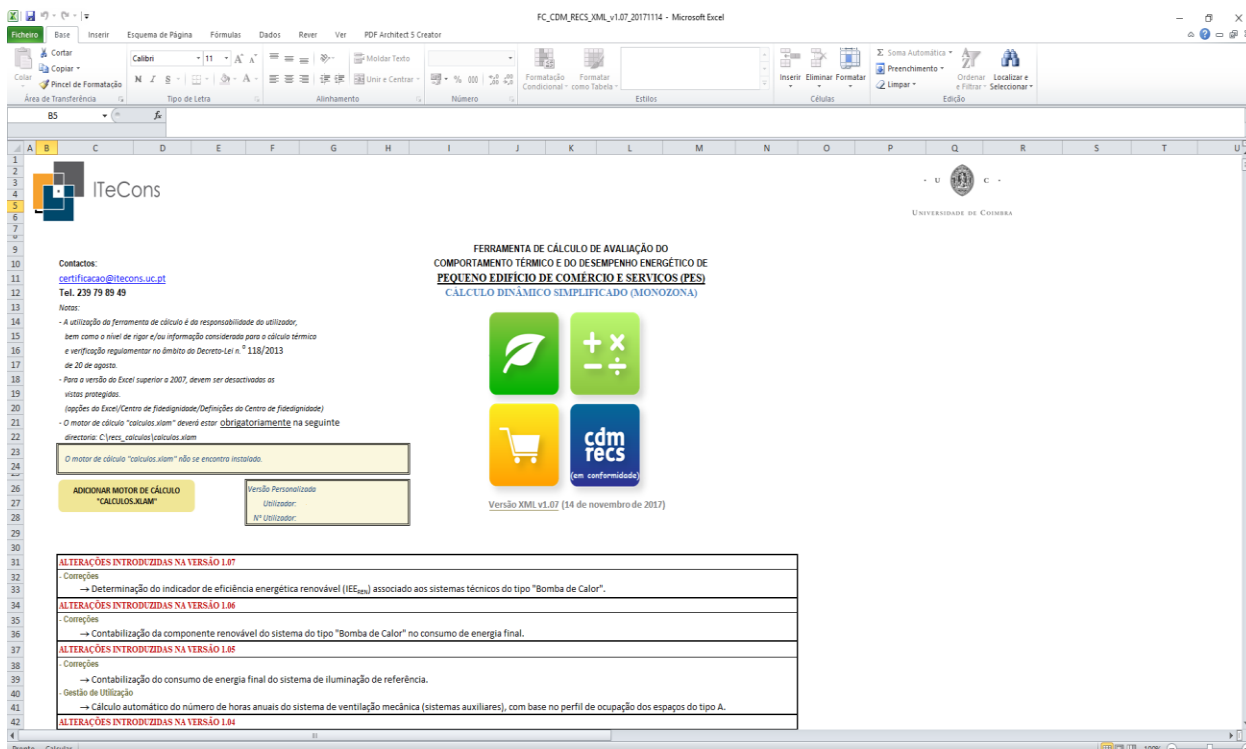 FC_CDM_RECS_XML_v1.07_20171114 - Microsoft Excel
Ficheiro Base Inserir Esquema de Página Fórmulas Dados Rever Ver PDF Architect 5 Creator
Colar
Cortar
Copiar
Pincel de Formatação
Área de Transferência
Calibri 11
N I S
Tipo de Letra
Moldar Texto
Unir e Centrar
Alinhamento
% 000
Número
Formatação Condicional
Formatar como Tabela
Estilos
Inserir Eliminar Formatar
Células
Σ Soma Automática
Preenchimento
Limpar
Ordenar e Filtrar
Localizar e Seleccionar
Edição
B5 fx
A B C D E F G H I J K L M N O P Q R S T U
ITeCons
· U C ·
UNIVERSIDADE DE COIMBRA
FERRAMENTA DE CÁLCULO DE AVALIAÇÃO DO
COMPORTAMENTO TÉRMICO E DO DESEMPENHO ENERGÉTICO DE
PEQUENO EDIFÍCIO DE COMÉRCIO E SERVIÇOS (PES)
CÁLCULO DINÂMICO SIMPLIFICADO (MONOZONA)
Contactos:
certificacao@itecons.uc.pt
Tel. 239 79 89 49
Notas:
- A utilização da ferramenta de cálculo é da responsabilidade do utilizador,
bem como o nível de rigor e/ou informação considerada para o cálculo térmico
e verificação regulamentar no âmbito do Decreto-Lei n.º 118/2013
de 20 de agosto.
- Para a versão do Excel superior a 2007, devem ser desactivadas as
vistas protegidas.
(opções do Excel/Centro de fidedignidade/Definições do Centro de fidedignidade)
- O motor de cálculo "calculos.xlam" deverá estar obrigatoriamente na seguinte
directoria: C:\recs_calculos\calculos.xlam
O motor de cálculo "calculos.xlam" não se encontra instalado.
ADICIONAR MOTOR DE CÁLCULO
"CALCULOS.XLAM"
Versão Personalizada
Utilizador:
Nº Utilizador:
cdm
recs
(em conformidade)
Versão XML v1.07 (14 de novembro de 2017)
ALTERAÇÕES INTRODUZIDAS NA VERSÃO 1.07
- Correções
→ Determinação do indicador de eficiência energética renovável (IEEREN) associado aos sistemas técnicos do tipo "Bomba de Calor".
ALTERAÇÕES INTRODUZIDAS NA VERSÃO 1.06
- Correções
→ Contabilização da componente renovável do sistema do tipo "Bomba de Calor" no consumo de energia final.
ALTERAÇÕES INTRODUZIDAS NA VERSÃO 1.05
- Correções
→ Contabilização do consumo de energia final do sistema de iluminação de referência.
- Gestão de Utilização
→ Cálculo automático do número de horas anuais do sistema de ventilação mecânica (sistemas auxiliares), com base no perfil de ocupação dos espaços do tipo A.
ALTERAÇÕES INTRODUZIDAS NA VERSÃO 1.04
Pronto Calcular 100%